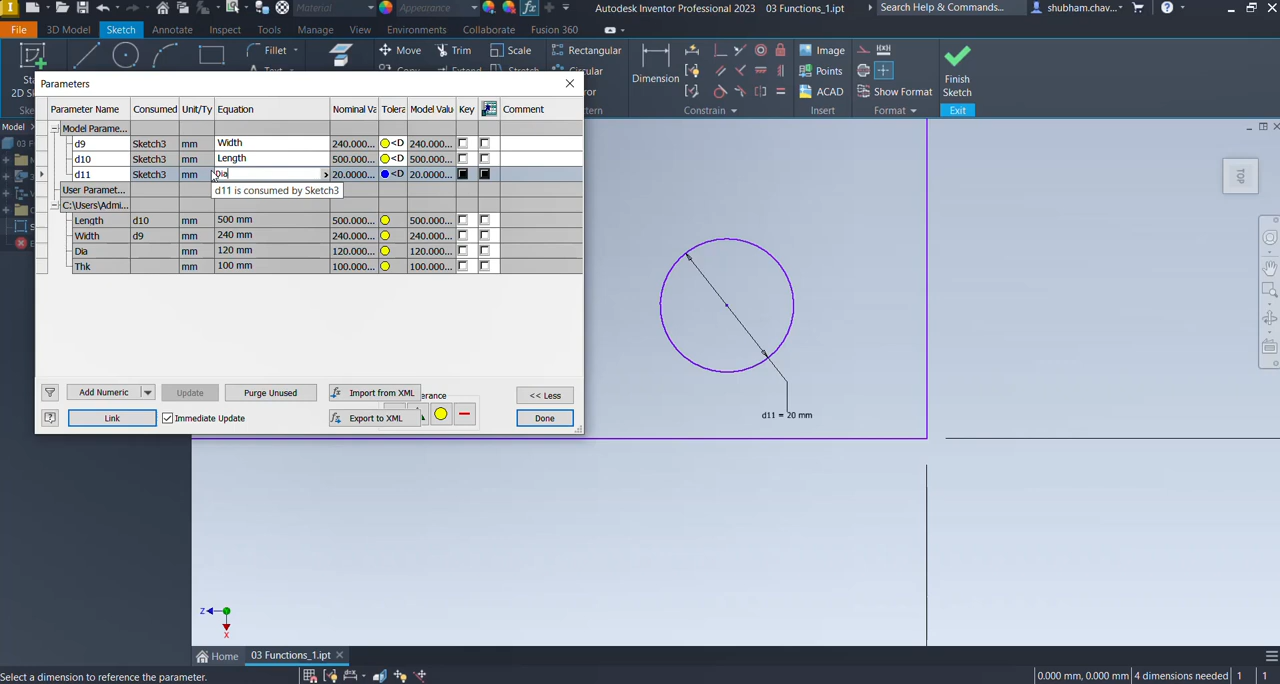 Material
Appearance
Autodesk Inventor Professional 2023 03 Functions_1.ipt
Search Help & Commands...
shubham.chav...
File 3D Model Sketch Annotate Inspect Tools Manage View Environments Collaborate Fusion 360
Fillet Move Trim Scale Rectangular Image
Dimension Points Finish
Sketch
Circular
ACAD Show Format
Constrain Insert Format Exit
Parameters
Parameter Name Consumed Unit/Ty Equation Nominal Va Tolera Model Valu Key Comment
Model Parame...
d9 Sketch3 mm Width 240.000... <D 240.000...
d10 Sketch3 mm Length 500.000... <D 500.000...
d11 Sketch3 mm Dia 20.0000... <D 20.0000...
d11 is consumed by Sketch3
User Paramet...
C:\Users\Admi...
Length d10 mm 500 mm 500.000... 500.000...
Width d9 mm 240 mm 240.000... 240.000...
Dia mm 120 mm 120.000... 120.000...
Thk mm 100 mm 100.000... 100.000...
Add Numeric Update Purge Unused Import from XML erance << Less
Link Immediate Update Export to XML Done
Model
TOP
d11 = 20 mm
Z
X
Home 03 Functions_1.ipt
Select a dimension to reference the parameter.
0.000 mm, 0.000 mm 4 dimensions needed 1 1